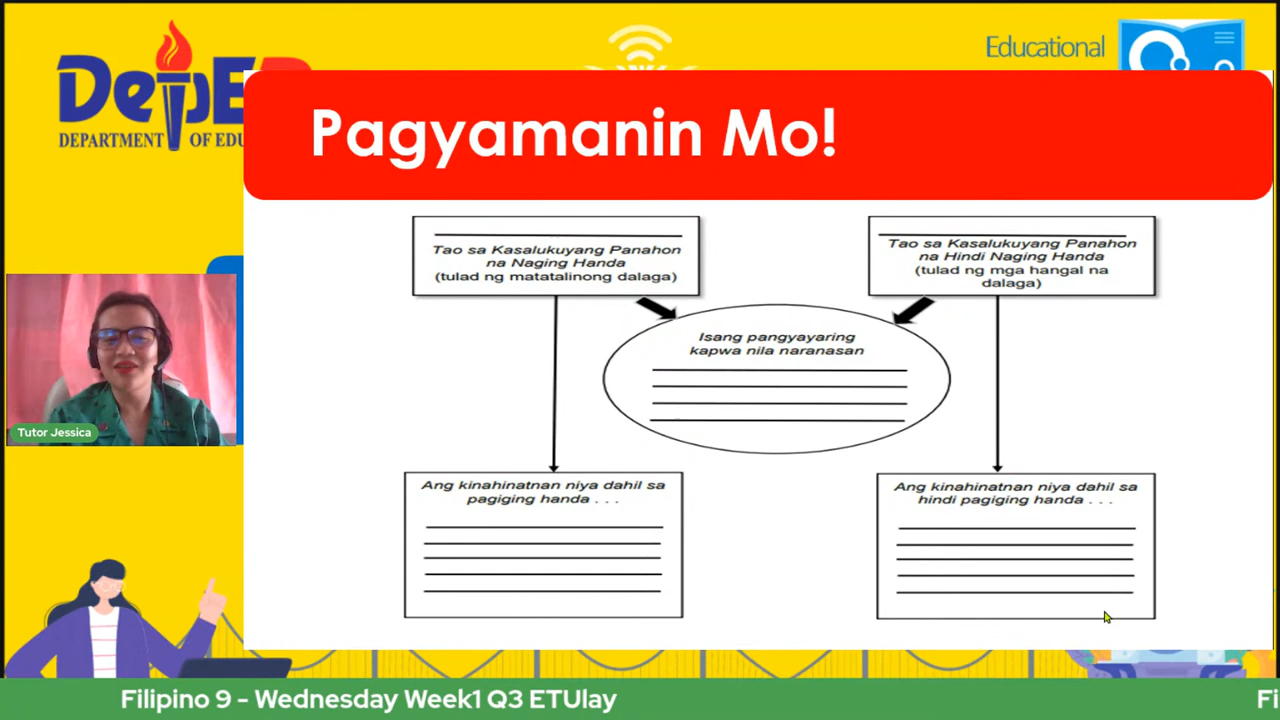 DepED
DEPARTMENT OF EDU
Educational
Pagyamanin Mo!
Tao sa Kasalukuyang Panahon
na Naging Handa
(tulad ng matatalinong dalaga)
Tao sa Kasalukuyang Panahon
na Hindi Naging Handa
(tulad ng mga hangal na
dalaga)
Isang pangyayaring
kapwa nila naranasan
Ang kinahinatnan niya dahil sa
pagiging handa . . .
Ang kinahinatnan niya dahil sa
hindi pagiging handa . . .
Tutor Jessica
Filipino 9 - Wednesday Week1 Q3 ETUlay
Fi